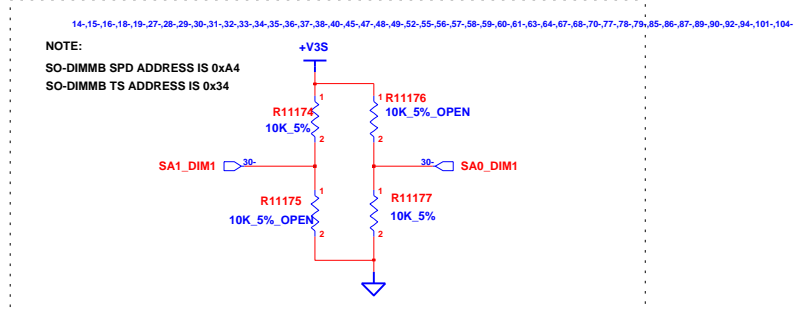 14-,15-,16-,18-,19-,27-,28-,29-,30-,31-,32-,33-,34-,35-,36-,37-,38-,40-,45-,47-,48-,49-,52-,55-,56-,57-,58-,59-,60-,61-,63-,64-,67-,68-,70-,77-,78-,79-,85-,86-,87-,89-,90-,92-,94-,101-,104-
NOTE:
+V3S
SO-DIMMB SPD ADDRESS IS 0xA4
SO-DIMMB TS ADDRESS IS 0x34
1
1
R11176
R11174
10K_5%_OPEN
10K_5%
2
2
SA1_DIM1
30-
30-
SA0_DIM1
1
1
R11175
R11177
10K_5%_OPEN
10K_5%
2
2